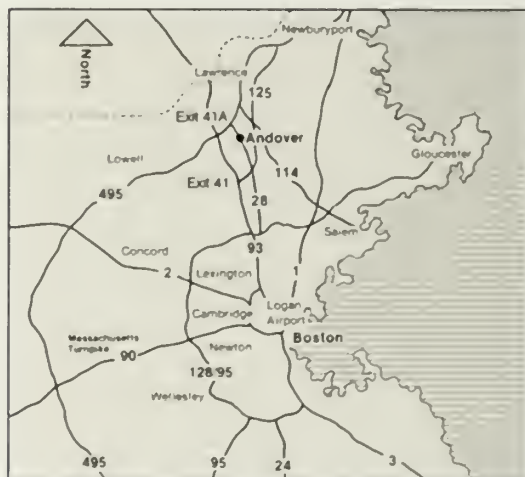 Newburyport
North
Lawrence
125
Exit 41A
Andover
Lowell
Gloucester
Exit 41
114
495
28
Salem
93
Concord
Lexington
2
1
Cambridge
Logan
Airport
Massachusetts
Turnpike
Boston
90
Newton
128/95
Wellesley
495
95
24
3